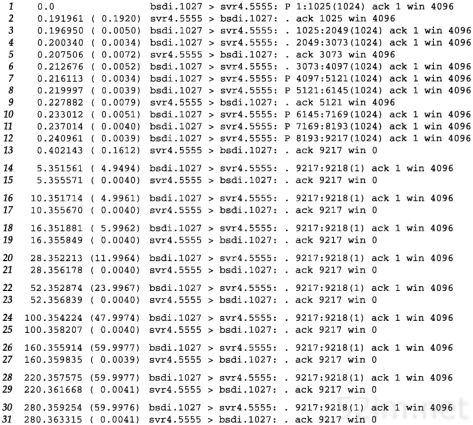 1 0.0 bsdi.1027 > svr4.5555: P 1:1025(1024) ack 1 win 4096
2 0.191961 ( 0.1920) svr4.5555 > bsdi.1027: . ack 1025 win 4096
3 0.196950 ( 0.0050) bsdi.1027 > svr4.5555: . 1025:2049(1024) ack 1 win 4096
4 0.200340 ( 0.0034) bsdi.1027 > svr4.5555: . 2049:3073(1024) ack 1 win 4096
5 0.207506 ( 0.0072) svr4.5555 > bsdi.1027: . ack 3073 win 4096
6 0.212676 ( 0.0052) bsdi.1027 > svr4.5555: . 3073:4097(1024) ack 1 win 4096
7 0.216113 ( 0.0034) bsdi.1027 > svr4.5555: P 4097:5121(1024) ack 1 win 4096
8 0.219997 ( 0.0039) bsdi.1027 > svr4.5555: P 5121:6145(1024) ack 1 win 4096
9 0.227882 ( 0.0079) svr4.5555 > bsdi.1027: . ack 5121 win 4096
10 0.233012 ( 0.0051) bsdi.1027 > svr4.5555: P 6145:7169(1024) ack 1 win 4096
11 0.237014 ( 0.0040) bsdi.1027 > svr4.5555: P 7169:8193(1024) ack 1 win 4096
12 0.240961 ( 0.0039) bsdi.1027 > svr4.5555: P 8193:9217(1024) ack 1 win 4096
13 0.402143 ( 0.1612) svr4.5555 > bsdi.1027: . ack 9217 win 0
14 5.351561 ( 4.9494) bsdi.1027 > svr4.5555: . 9217:9218(1) ack 1 win 4096
15 5.355571 ( 0.0040) svr4.5555 > bsdi.1027: . ack 9217 win 0
16 10.351714 ( 4.9961) bsdi.1027 > svr4.5555: . 9217:9218(1) ack 1 win 4096
17 10.355670 ( 0.0040) svr4.5555 > bsdi.1027: . ack 9217 win 0
18 16.351881 ( 5.9962) bsdi.1027 > svr4.5555: . 9217:9218(1) ack 1 win 4096
19 16.355849 ( 0.0040) svr4.5555 > bsdi.1027: . ack 9217 win 0
20 28.352213 (11.9964) bsdi.1027 > svr4.5555: . 9217:9218(1) ack 1 win 4096
21 28.356178 ( 0.0040) svr4.5555 > bsdi.1027: . ack 9217 win 0
22 52.352874 (23.9967) bsdi.1027 > svr4.5555: . 9217:9218(1) ack 1 win 4096
23 52.356839 ( 0.0040) svr4.5555 > bsdi.1027: . ack 9217 win 0
24 100.354224 (47.9974) bsdi.1027 > svr4.5555: . 9217:9218(1) ack 1 win 4096
25 100.358207 ( 0.0040) svr4.5555 > bsdi.1027: . ack 9217 win 0
26 160.355914 (59.9977) bsdi.1027 > svr4.5555: . 9217:9218(1) ack 1 win 4096
27 160.359835 ( 0.0039) svr4.5555 > bsdi.1027: . ack 9217 win 0
28 220.357575 (59.9977) bsdi.1027 > svr4.5555: . 9217:9218(1) ack 1 win 4096
29 220.361668 ( 0.0041) svr4.5555 > bsdi.1027: . ack 9217 win 0
30 280.359254 (59.9976) bsdi.1027 > svr4.5555: . 9217:9218(1) ack 1 win 4096
31 280.363315 ( 0.0041) svr4.5555 > bsdi.1027: . ack 9217 win 0